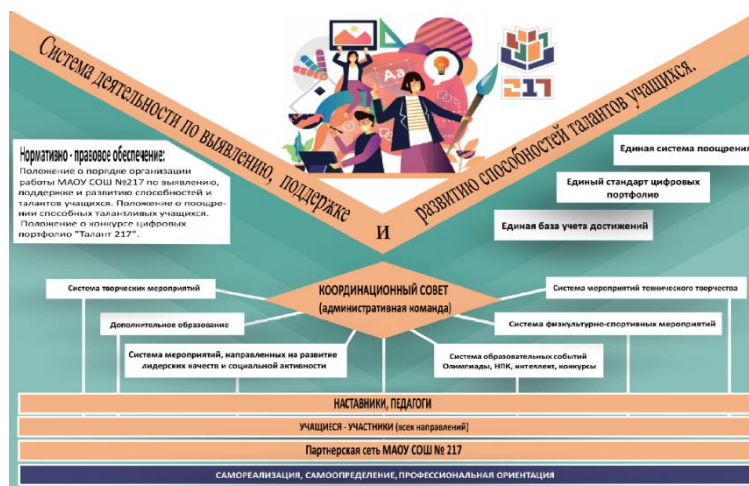 Система деятельности по выявлению, поддержке
и
развитию способностей талантов учащихся.
Aa
217
Нормативно - правовое обеспечение:
Положение о порядке организации
работы МАОУ СОШ №217 по выявлению,
поддержке и развитию способностей и
талантов учащихся. Положение о поощре-
нии способных талантливых учащихся.
Положение о конкурсе цифровых
портфолио "Талант 217".
Единая система поощрения
Единый стандарт цифровых
портфолио
Единая база учета достижений
КООРДИНАЦИОННЫЙ СОВЕТ
(административная команда)
Система творческих мероприятий
Система мероприятий технического творчества
Дополнительное образование
Система физкультурно-спортивных мероприятий
Система мероприятий, направленных на развитие
лидерских качеств и социальной активности
Система образовательных событий
Олимпиады, НПК, интеллект, конкурсы
НАСТАВНИКИ, ПЕДАГОГИ
УЧАЩИЕСЯ - УЧАСТНИКИ (всех направлений]
Партнерская сеть МАОУ СОШ № 217
САМОРЕАЛИЗАЦИЯ, САМООПРЕДЕЛЕНИЕ, ПРОФЕССИОНАЛЬНАЯ ОРИЕНТАЦИЯ